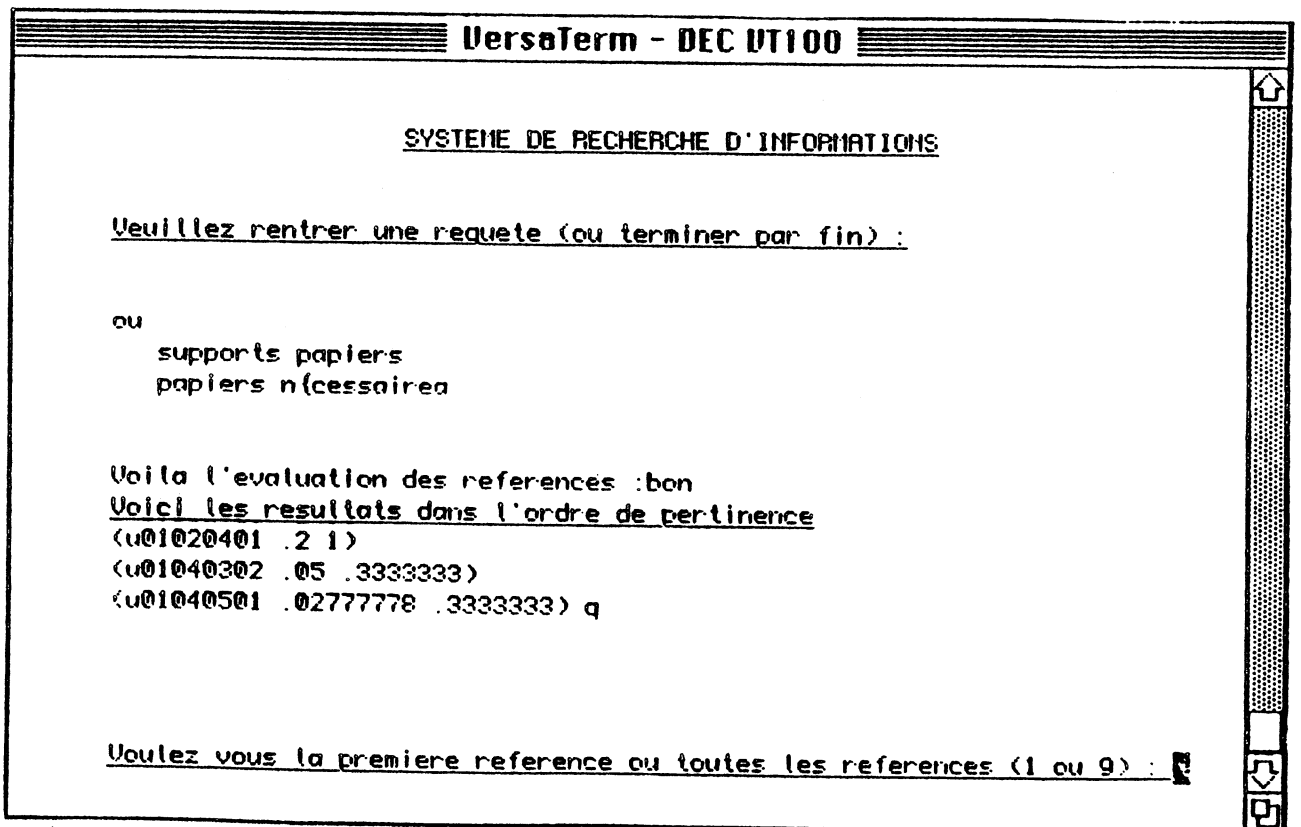 VersaTerm - DEC VT100
SYSTEME DE RECHERCHE D'INFORMATIONS
Veuillez rentrer une requete (ou terminer par fin) :
ou
supports papiers
papiers n{cessairea
Voila l'evaluation des references :bon
Voici les resultats dans l'ordre de pertinence
(u01020401 .2 1)
(u01040302 .05 .3333333)
(u01040501 .02777778 .3333333) q
Voulez vous la premiere reference ou toutes les references (1 ou 9) :